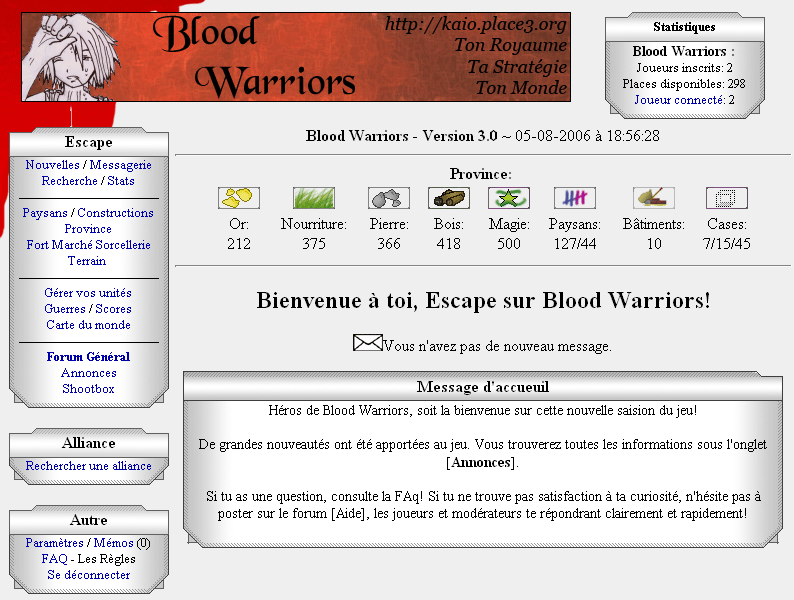 Blood
Warriors
http://kaio.place3.org
Ton Royaume
Ta Stratégie
Ton Monde
Statistiques
Blood Warriors :
Joueurs inscrits: 2
Places disponibles: 298
Joueur connecté: 2
Escape
Nouvelles / Messagerie
Recherche / Stats
Paysans / Constructions
Province
Fort Marché Sorcellerie
Terrain
Gérer vos unités
Guerres / Scores
Carte du monde
Forum Général
Annonces
Shootbox
Alliance
Rechercher une alliance
Autre
Paramètres / Mémos (0)
FAQ - Les Règles
Se déconnecter
Blood Warriors - Version 3.0 ~ 05-08-2006 à 18:56:28
Province:
Or: Nourriture: Pierre: Bois: Magie: Paysans: Bâtiments: Cases:
212 375 366 418 500 127/44 10 7/15/45
Bienvenue à toi, Escape sur Blood Warriors!
Vous n'avez pas de nouveau message.
Message d'accueuil
Héros de Blood Warriors, soit la bienvenue sur cette nouvelle saision du jeu!
De grandes nouveautés ont été apportées au jeu. Vous trouverez toutes les informations sous l'onglet
[Annonces].
Si tu as une question, consulte la FAq! Si tu ne trouve pas satisfaction à ta curiosité, n'hésite pas à
poster sur le forum [Aide], les joueurs et modérateurs te répondrant clairement et rapidement!